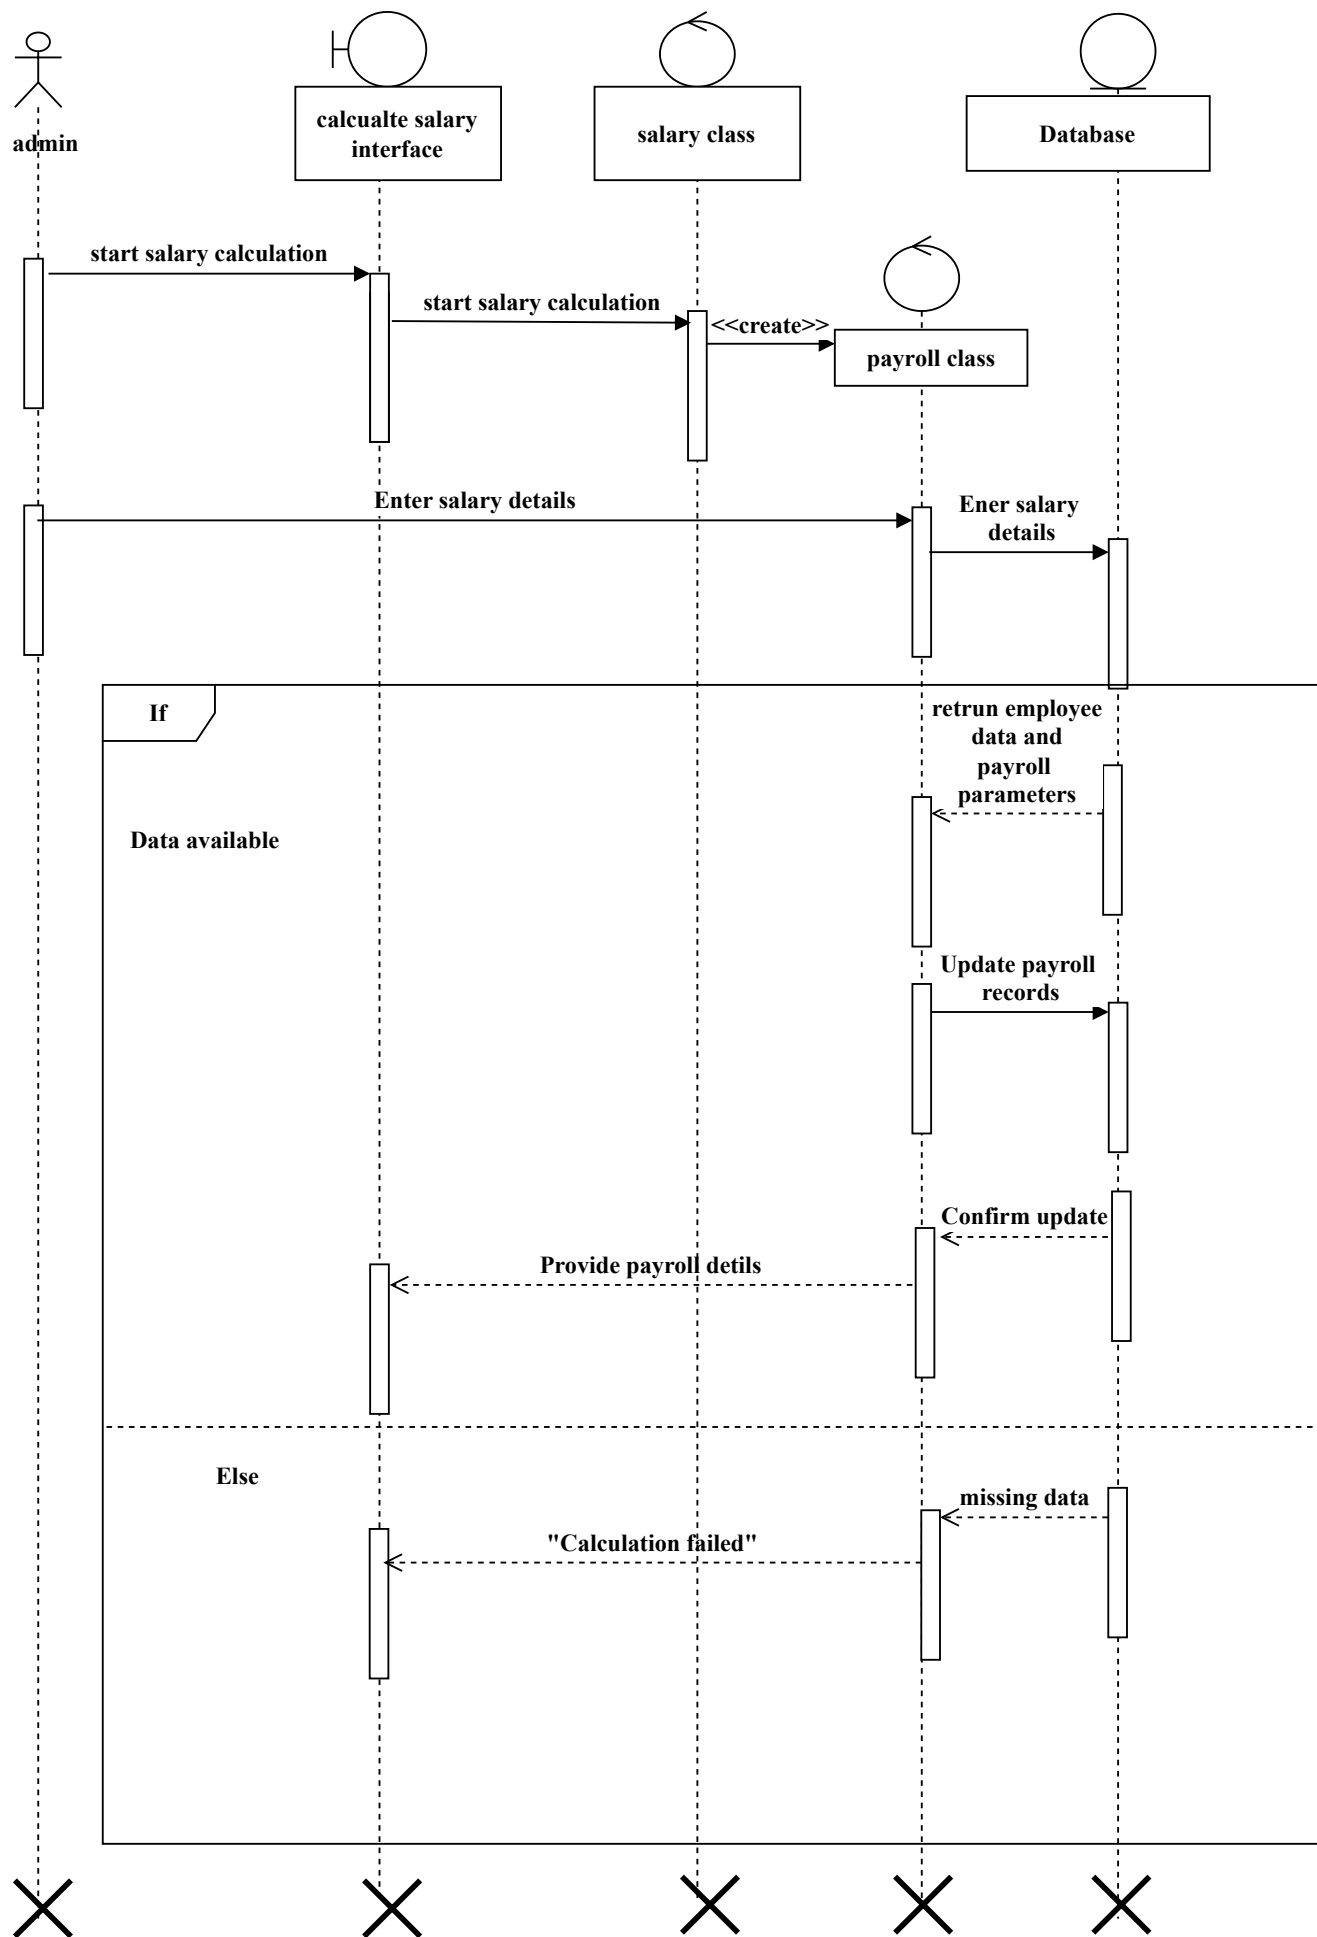 admin
calcualte salary
interface
salary class
Database
start salary calculation
start salary calculation
<<create>>
payroll class
Enter salary details
Ener salary
details
If
retrun employee
data and
payroll
parameters
Data available
Update payroll
records
Confirm update
Provide payroll detils
Else
missing data
"Calculation failed"